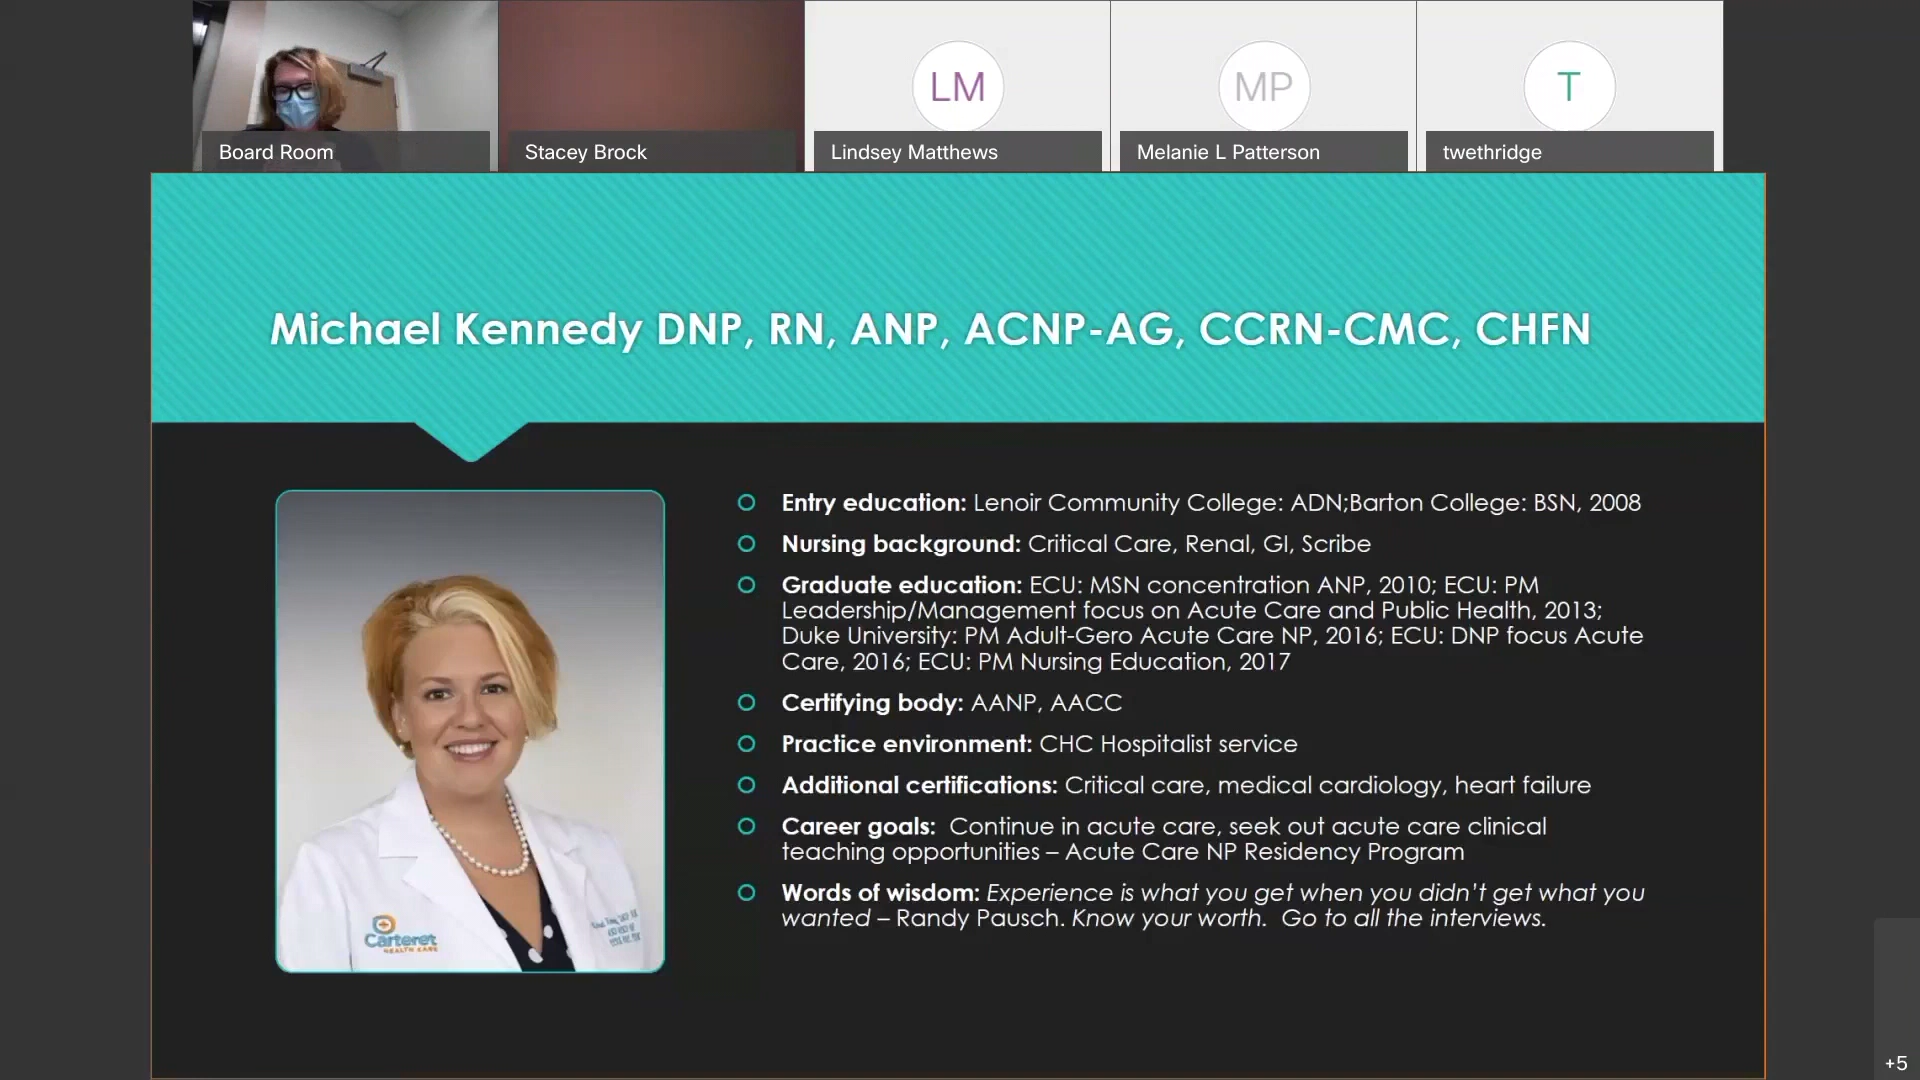 LM
MP
T
Board Room
Stacey Brock
Lindsey Matthews
Melanie L Patterson
twethridge
Michael Kennedy DNP, RN, ANP, ACNP-AG, CCRN-CMC, CHFN
Entry education: Lenoir Community College: ADN;Barton College: BSN, 2008
Nursing background: Critical Care, Renal, GI, Scribe
Graduate education: ECU: MSN concentration ANP, 2010; ECU: PM
Leadership/Management focus on Acute Care and Public Health, 2013;
Duke University: PM Adult-Gero Acute Care NP, 2016; ECU: DNP focus Acute
Care, 2016; ECU: PM Nursing Education, 2017
Certifying body: AANP, AACC
Practice environment: CHC Hospitalist service
Additional certifications: Critical care, medical cardiology, heart failure
Career goals:  Continue in acute care, seek out acute care clinical
teaching opportunities – Acute Care NP Residency Program
Words of wisdom: Experience is what you get when you didn't get what you
wanted – Randy Pausch. Know your worth.  Go to all the interviews.
Carteret
HEALTH CARE
+5